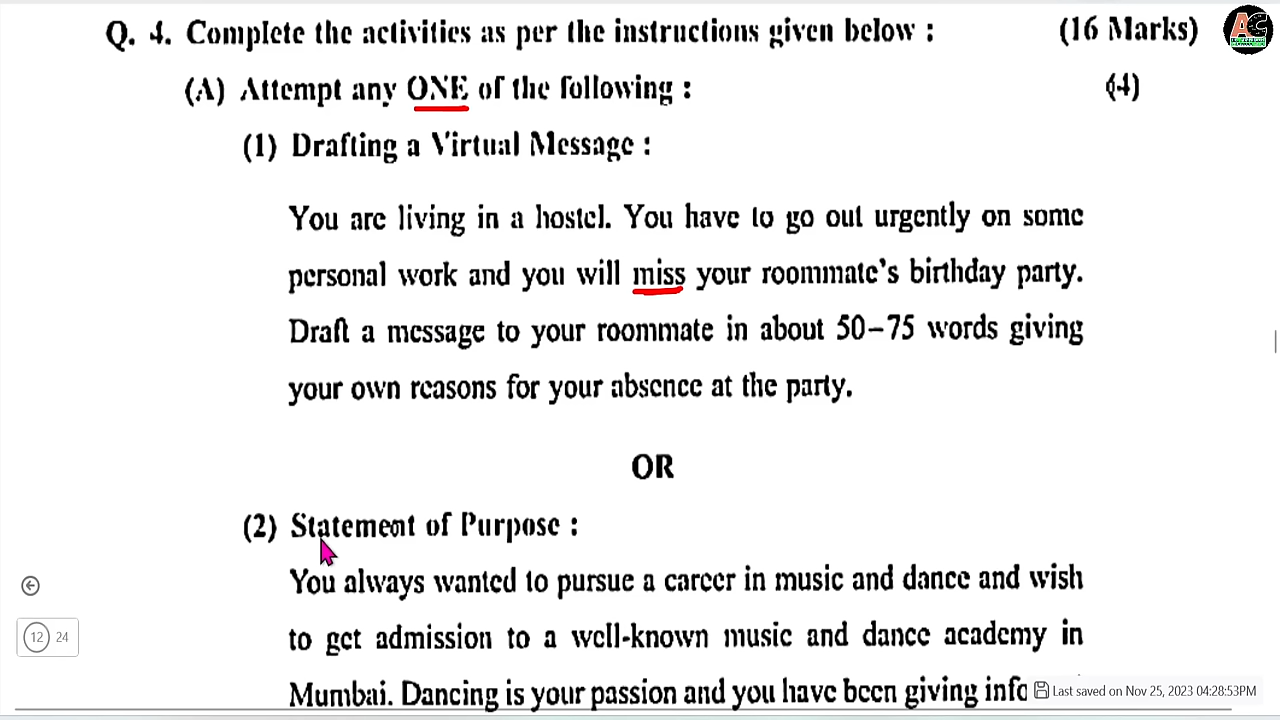 Q. 4. Complete the activities as per the instructions given below : (16 Marks)
(A) Attempt any ONE of the following : (4)
(1) Drafting a Virtual Message :
You are living in a hostel. You have to go out urgently on some
personal work and you will miss your roommate's birthday party.
Draft a message to your roommate in about 50–75 words giving
your own reasons for your absence at the party.
OR
(2) Statement of Purpose :
You always wanted to pursue a career in music and dance and wish
to get admission to a well-known music and dance academy in
Mumbai. Dancing is your passion and you have been giving info
12 24
Last saved on Nov 25, 2023 04:28:53PM
AC